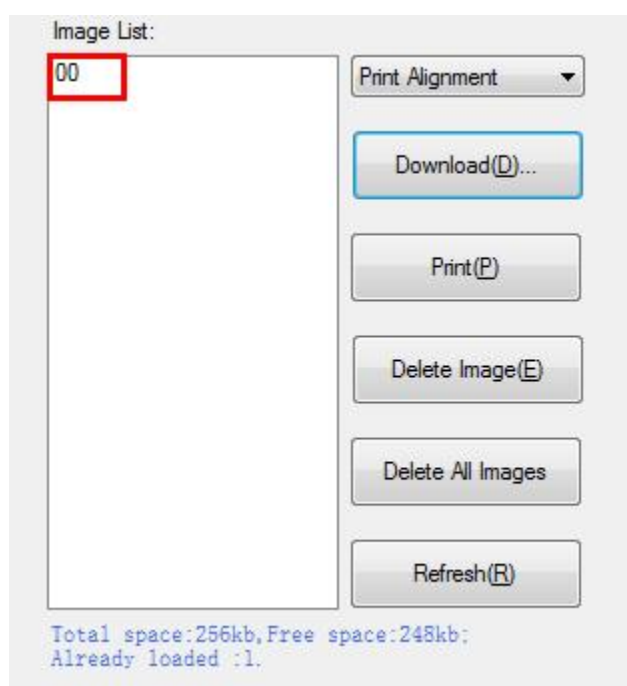 Image List:
00
Print Alignment
Download(D)...
Print(P)
Delete Image(E)
Delete All Images
Refresh(R)
Total space:256kb,Free space:248kb;
Already loaded :1.